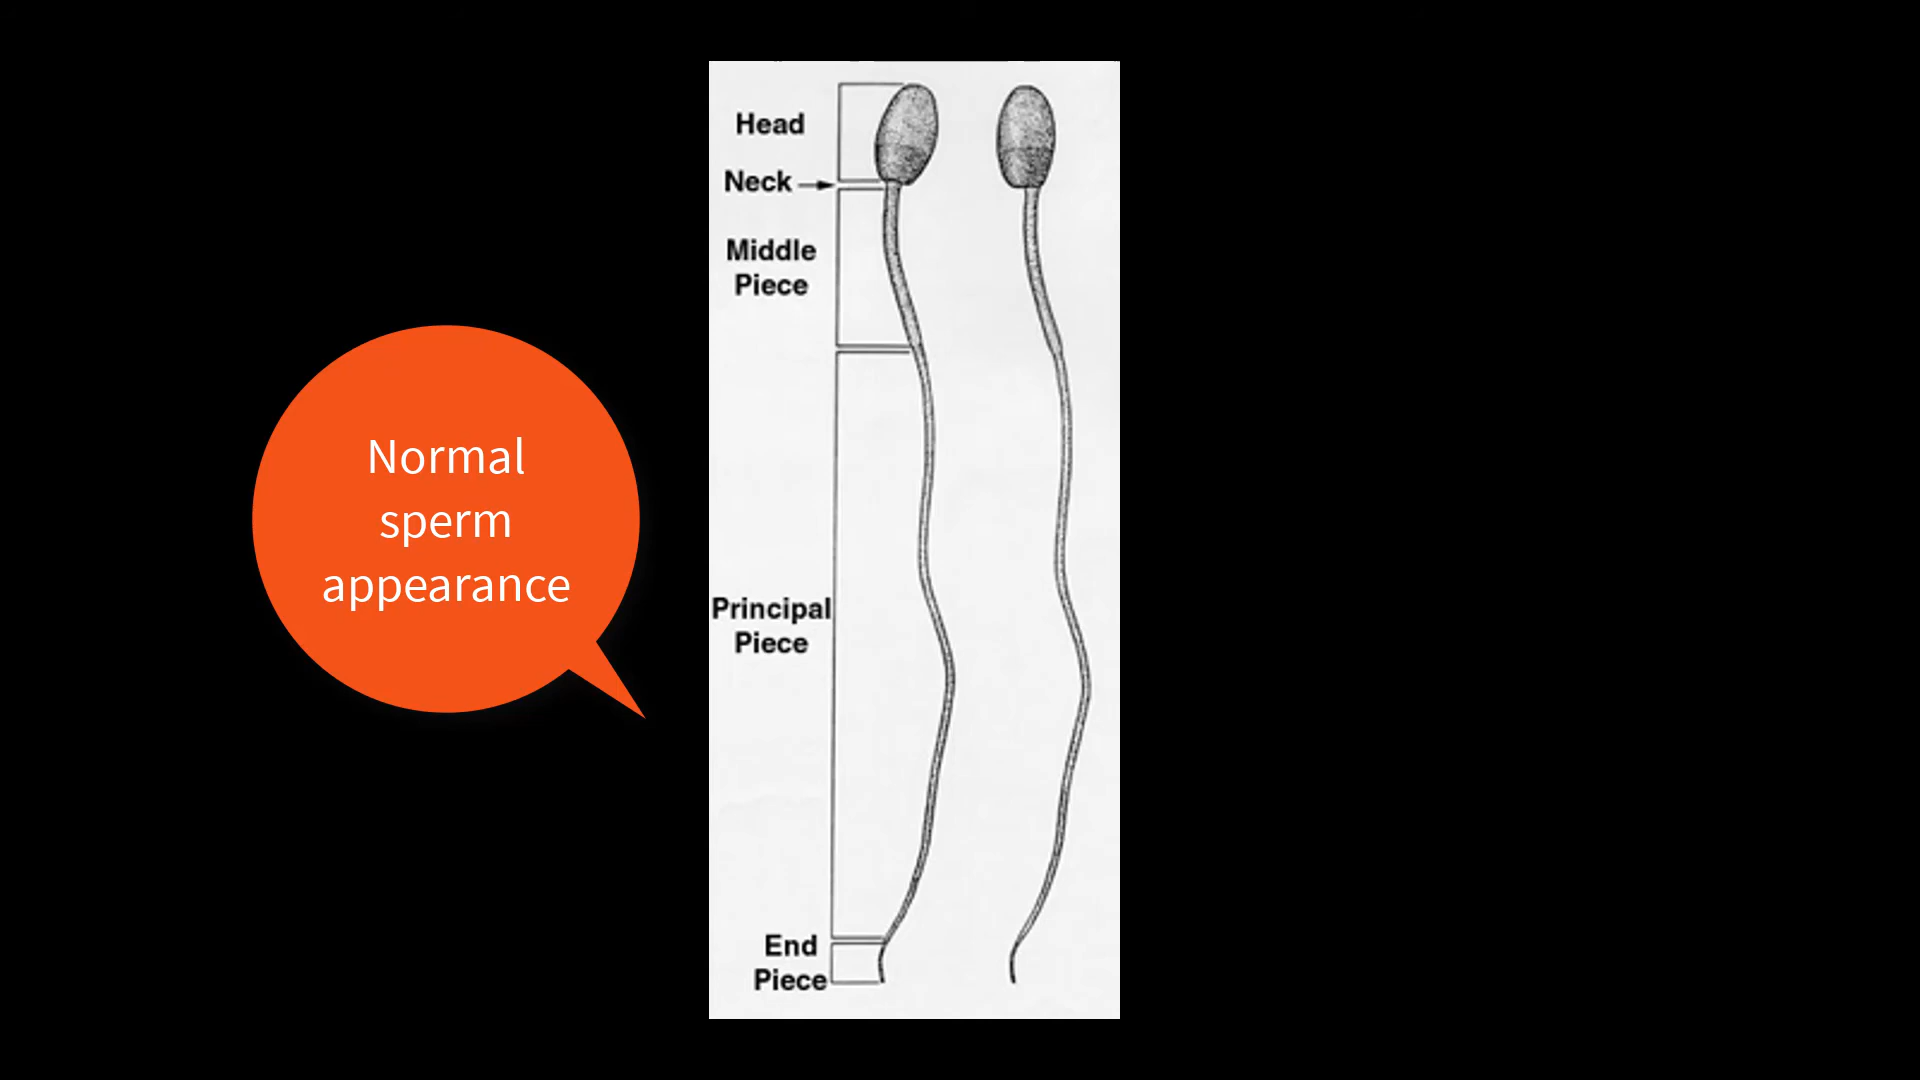 Normal
sperm
appearance
Head
Neck
Middle
Piece
Principal
Piece
End
Piece